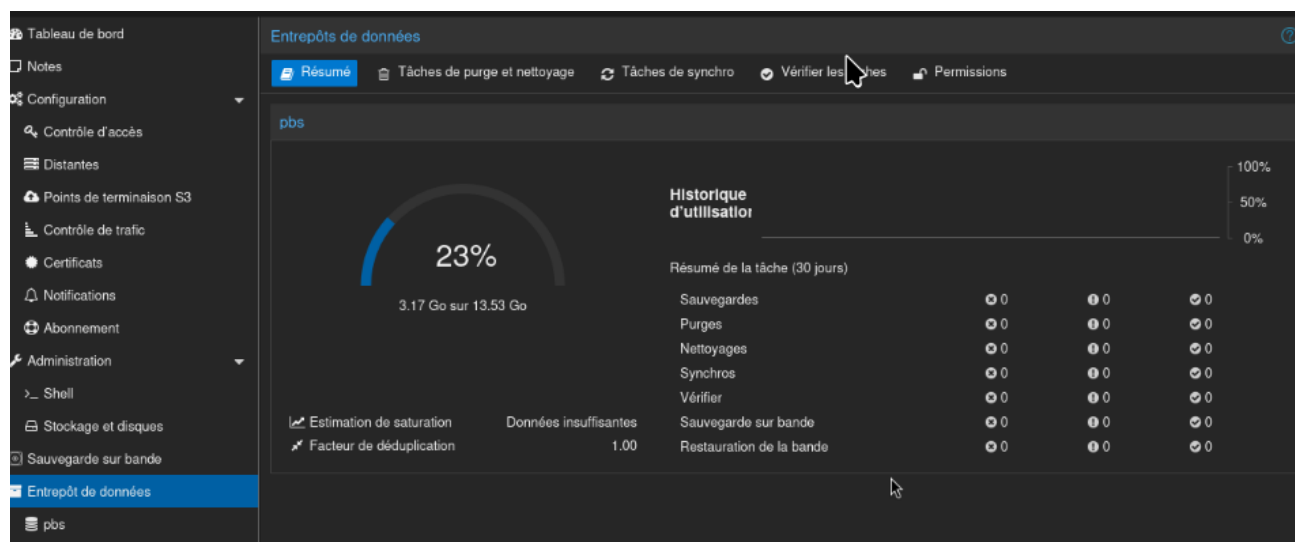 Tableau de bord
Notes
Configuration
Contrôle d'accès
Distantes
Points de terminaison S3
Contrôle de trafic
Certificats
Notifications
Abonnement
Administration
>_ Shell
Stockage et disques
Sauvegarde sur bande
Entrepôt de données
pbs
Entrepôts de données
Résumé Tâches de purge et nettoyage Tâches de synchro Vérifier les Permissions
pbs
23%
3.17 Go sur 13.53 Go
Estimation de saturation Données insuffisantes
Facteur de déduplication 1.00
Historique
d'utilisation
100%
50%
0%
Résumé de la tâche (30 jours)
Sauvegardes 0 0 0
Purges 0 0 0
Nettoyages 0 0 0
Synchros 0 0 0
Vérifier 0 0 0
Sauvegarde sur bande 0 0 0
Restauration de la bande 0 0 0